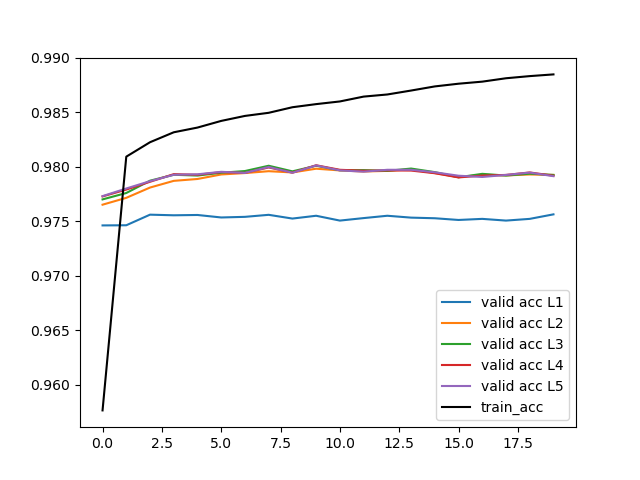 0.990
0.985
0.980
0.975
0.970
0.965
0.960
valid acc L1
valid acc L2
valid acc L3
valid acc L4
valid acc L5
train_acc
0.0 2.5 5.0 7.5 10.0 12.5 15.0 17.5